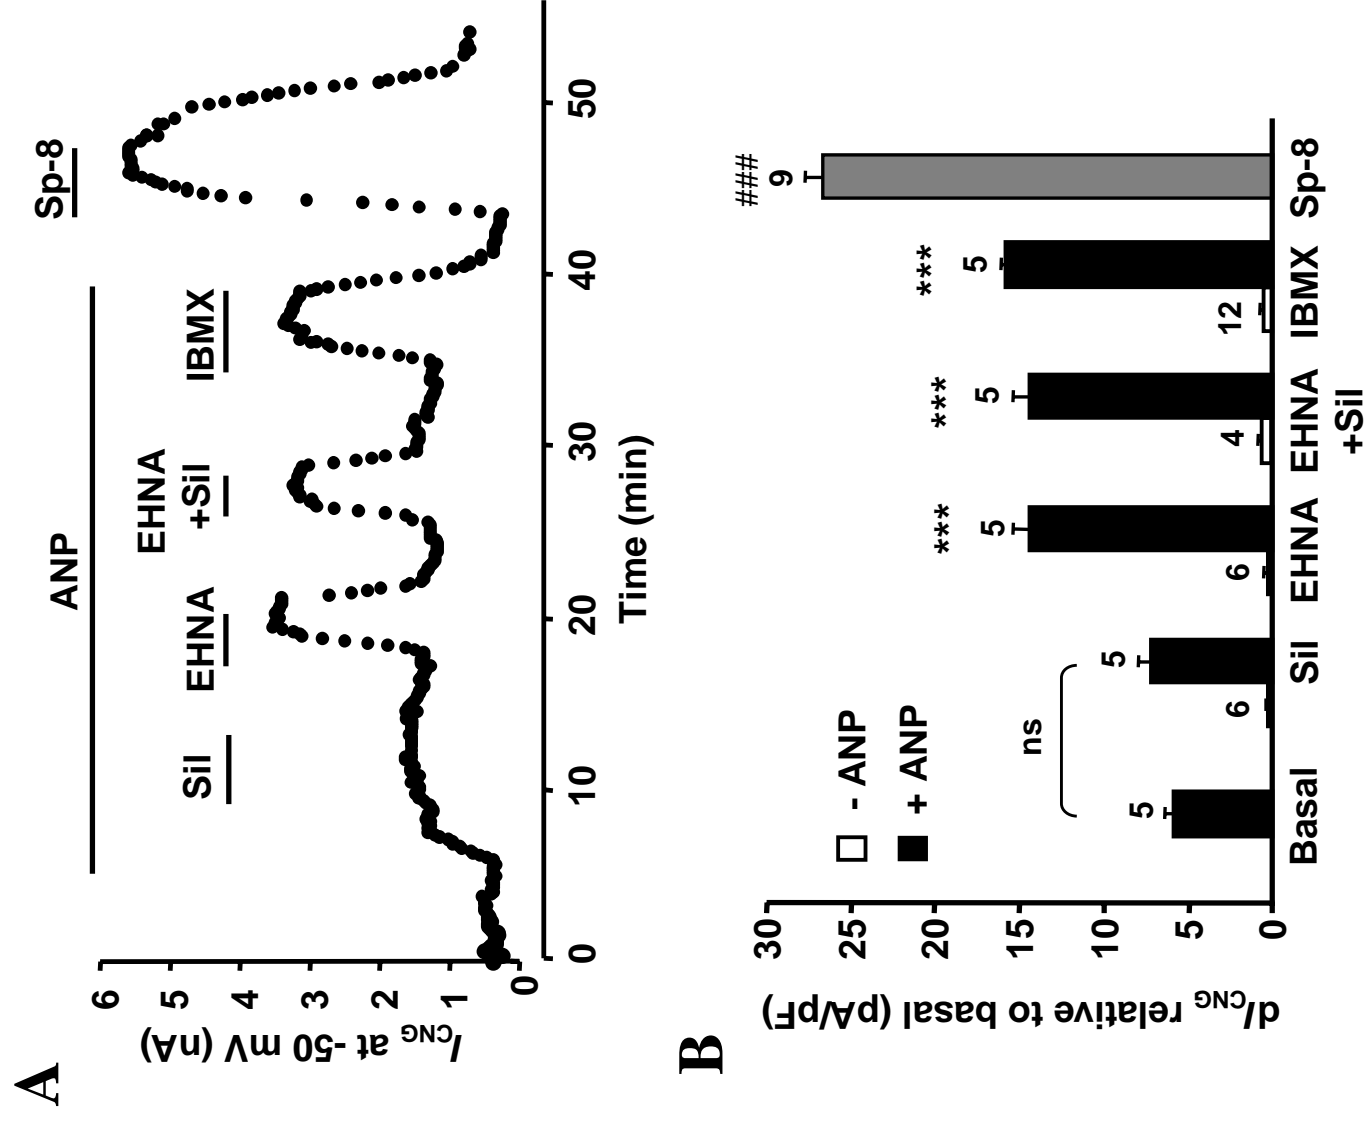 A
ANP
Sp-8
EHNA
Sil
EHNA
+Sil
IBMX
I CNG at -50 mV (nA)
6
5
4
3
2
1
0
0
10
20
30
40
50
Time (min)
B
dI CNG relative to basal (pA/pF)
30
25
20
15
10
5
0
- ANP
+ ANP
ns
***
***
***
###
5
6
5
6
5
4
5
12
5
9
Basal
Sil
EHNA
EHNA
+Sil
IBMX
Sp-8